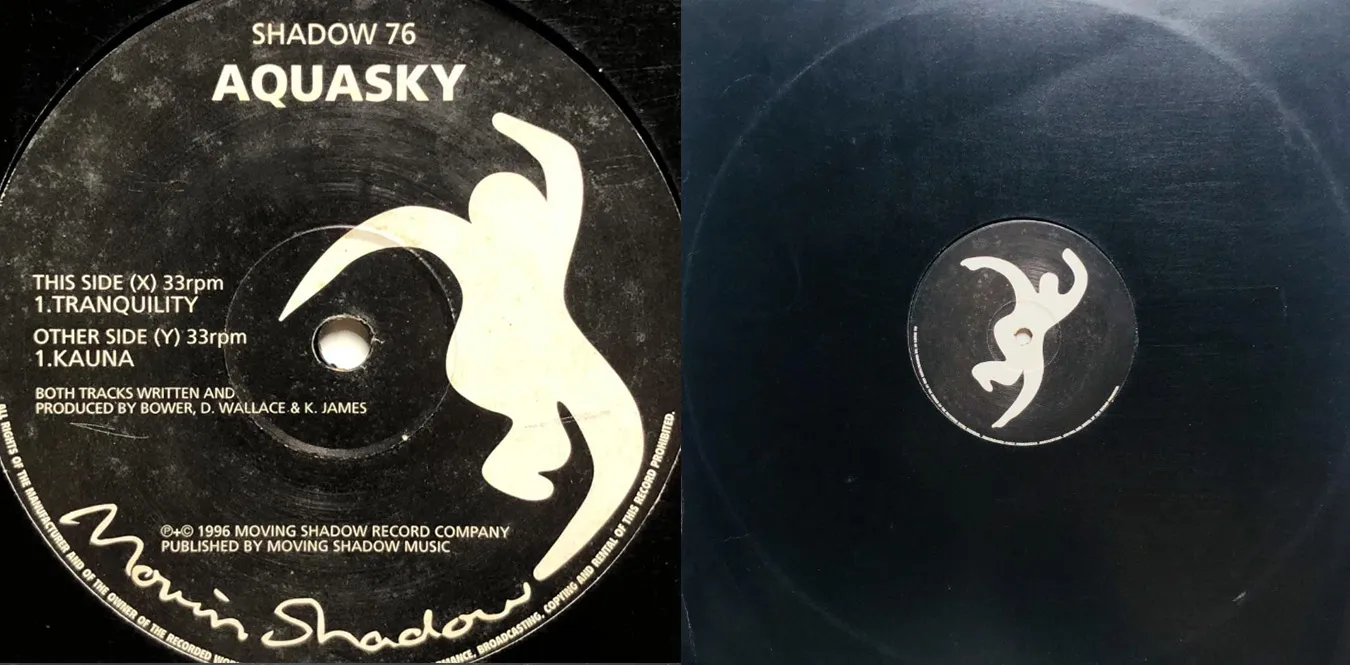 SHADOW 76
AQUASKY
THIS SIDE (X) 33rpm
1.TRANQUILITY
OTHER SIDE (Y) 33rpm
1.KAUNA
BOTH TRACKS WRITTEN AND
PRODUCED BY BOWER, D. WALLACE & K. JAMES
℗+© 1996 MOVING SHADOW RECORD COMPANY
PUBLISHED BY MOVING SHADOW MUSIC
Movin Shadow
ALL RIGHTS OF THE MANUFACTURER AND OF THE OWNER OF THE RECORDED BROADCASTING, COPYING AND RENTAL OF THIS RECORD PROHIBITED.